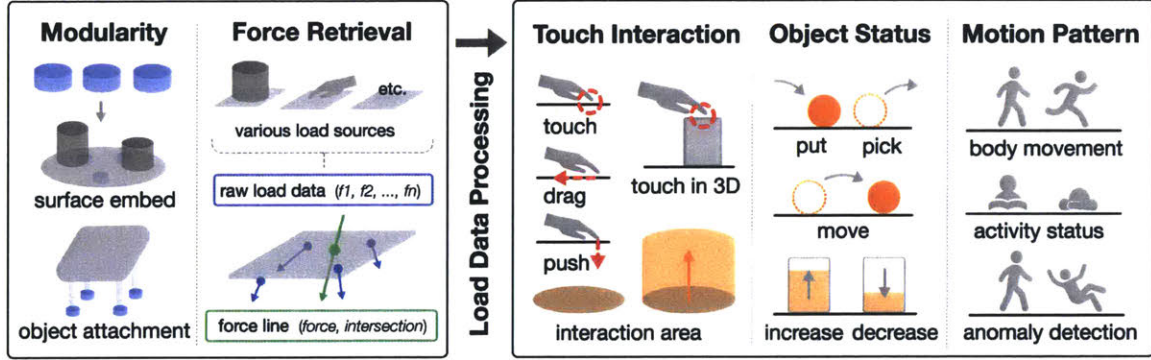 Modularity
surface embed
object attachment
Force Retrieval
etc.
various load sources
raw load data (f1, f2, ..., fn)
force line (force, intersection)
Load Data Processing
Touch Interaction
touch
drag
push
touch in 3D
interaction area
Object Status
put pick
move
increase decrease
Motion Pattern
body movement
activity status
anomaly detection